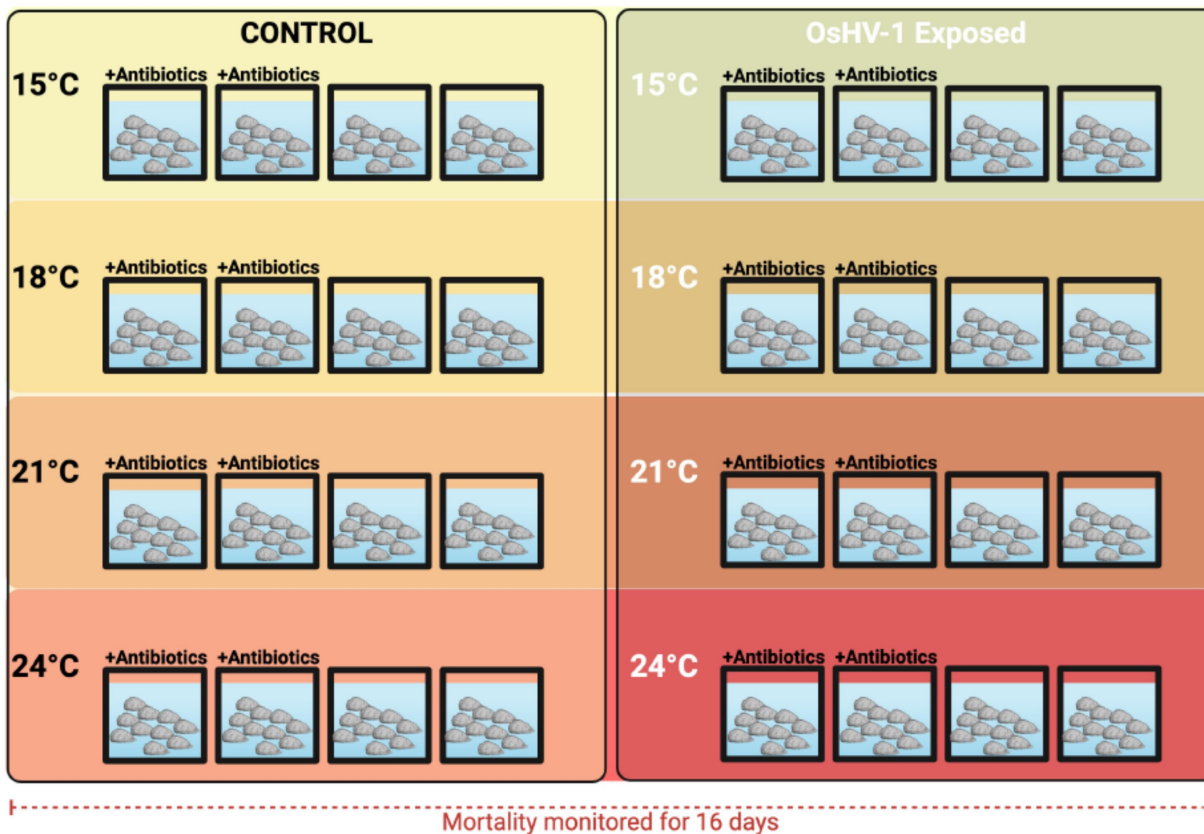 CONTROL
OsHV-1 Exposed
15°C
+Antibiotics +Antibiotics
15°C
+Antibiotics +Antibiotics
18°C
+Antibiotics +Antibiotics
18°C
+Antibiotics +Antibiotics
21°C
+Antibiotics +Antibiotics
21°C
+Antibiotics +Antibiotics
24°C
+Antibiotics +Antibiotics
24°C
+Antibiotics +Antibiotics
Mortality monitored for 16 days